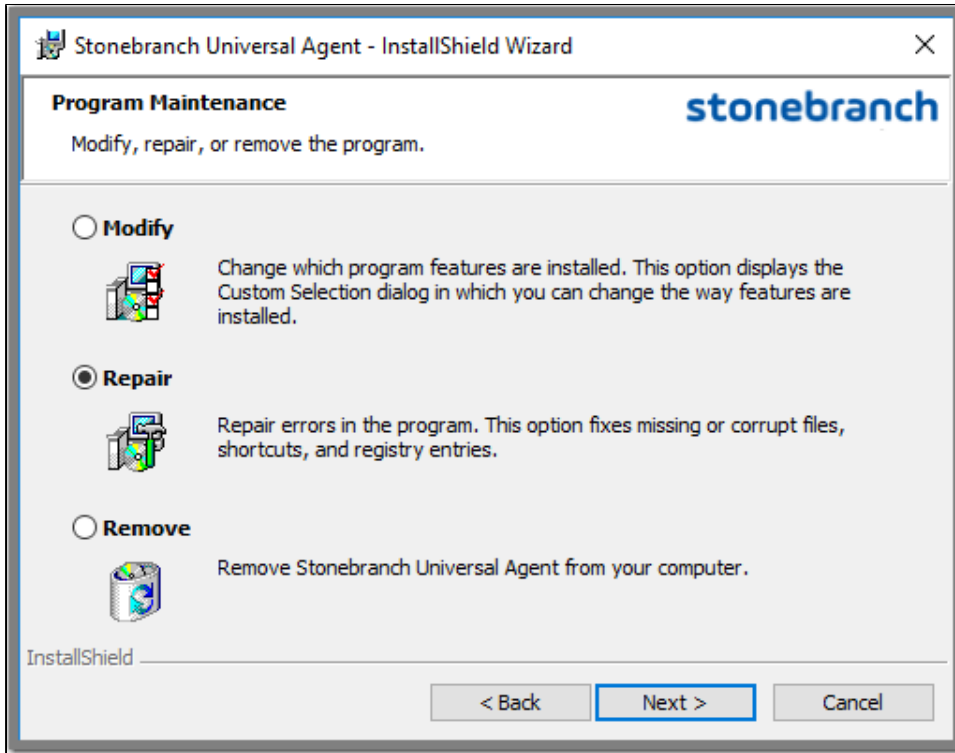 Stonebranch Universal Agent - InstallShield Wizard
Program Maintenance
stonebranch
Modify, repair, or remove the program.
Modify
Change which program features are installed. This option displays the
Custom Selection dialog in which you can change the way features are
installed.
Repair
Repair errors in the program. This option fixes missing or corrupt files,
shortcuts, and registry entries.
Remove
Remove Stonebranch Universal Agent from your computer.
InstallShield
< Back
Next >
Cancel